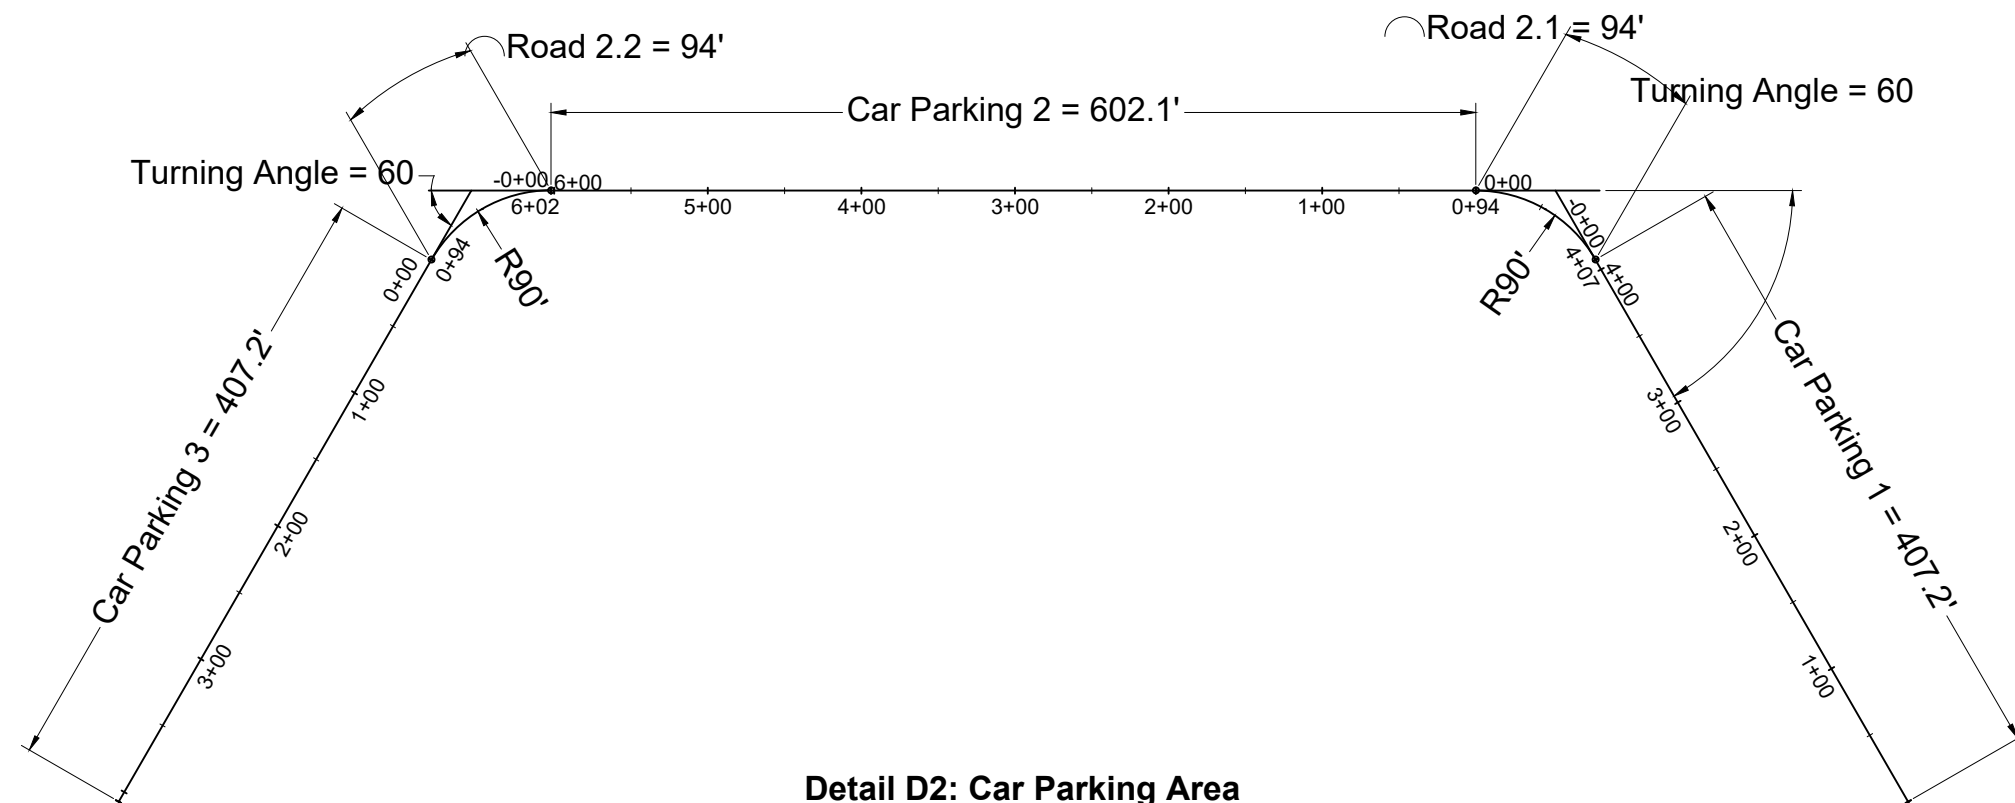 Road 2.2 = 94'
Road 2.1 = 94'
Turning Angle = 60
Car Parking 2 = 602.1'
Turning Angle = 60
-0+00
6+00
0+00
6+02
5+00
4+00
3+00
2+00
1+00
0+94
-0+00
0+00
0+94
R90'
R90'
4+07
4+00
Car Parking 3 = 407.2'
Car Parking 1 = 407.2'
1+00
3+00
2+00
2+00
3+00
1+00
Detail D2: Car Parking Area